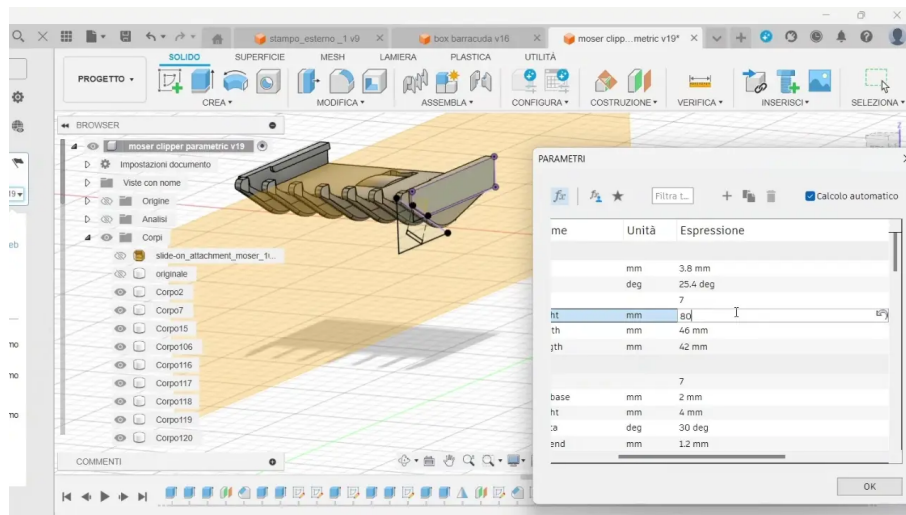 stampo_esterno _1 v9
box barracuda v16
moser clipp... metric v19*
SOLIDO
SUPERFICIE
MESH
LAMIERA
PLASTICA
UTILITÀ
PROGETTO
CREA
MODIFICA
ASSEMBLA
CONFIGURA
COSTRUZIONE
VERIFICA
INSERISCI
SELEZIONA
BROWSER
moser clipper parametric v19
Impostazioni documento
Viste con nome
Origine
Analisi
Corpi
slide-on_attachment_moser_1(...
originale
Corpo2
Corpo7
Corpo15
Corpo106
Corpo116
Corpo117
Corpo118
Corpo119
Corpo120
COMMENTI
19
eb
no
no
mo
PARAMETRI
fx
Filtra t...
Calcolo automatico
me Unità Espressione
mm 3.8 mm
deg 25.4 deg
7
ht mm 80
th mm 46 mm
gth mm 42 mm
7
base mm 2 mm
ht mm 4 mm
ta deg 30 deg
end mm 1.2 mm
OK